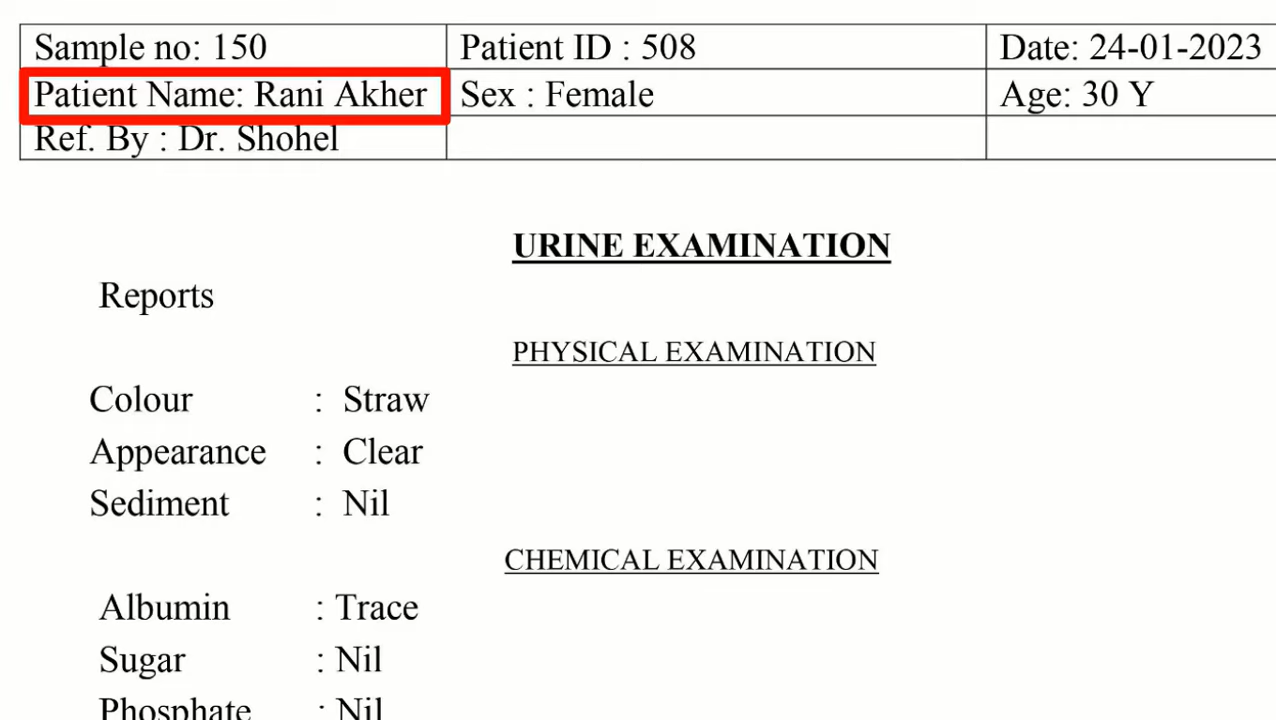 Sample no: 150 Patient ID : 508 Date: 24-01-2023
Patient Name: Rani Akher Sex : Female Age: 30 Y
Ref. By : Dr. Shohel
URINE EXAMINATION
Reports
PHYSICAL EXAMINATION
Colour : Straw
Appearance : Clear
Sediment : Nil
CHEMICAL EXAMINATION
Albumin : Trace
Sugar : Nil
Phosphate : Nil